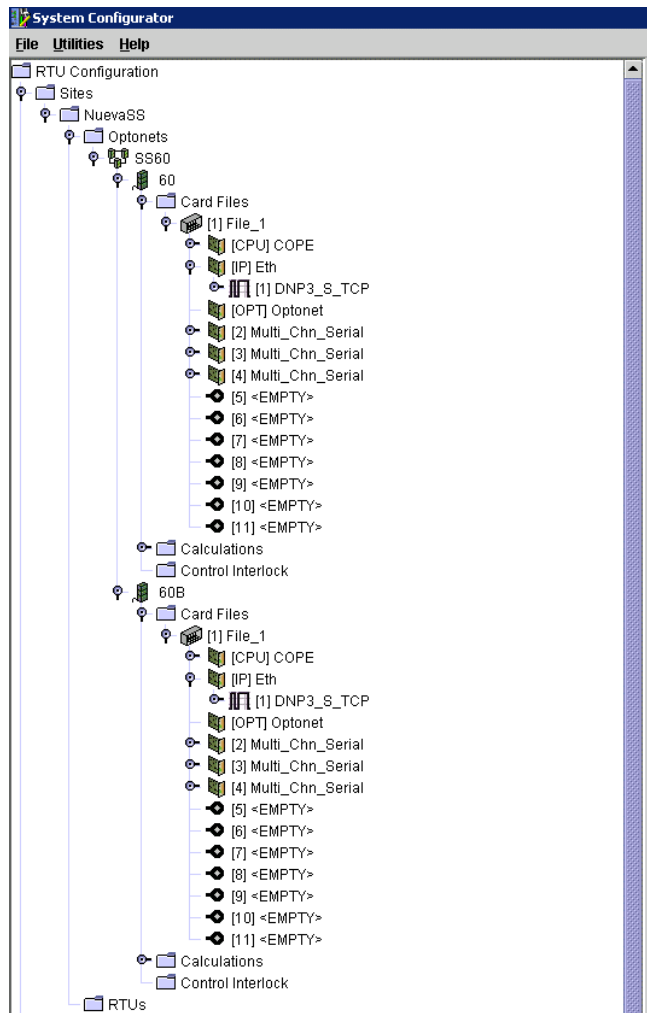 System Configurator
File Utilities Help
RTU Configuration
Sites
NuevaSS
Optonets
SS60
60
Card Files
[1] File_1
[CPU] COPE
[IP] Eth
[1] DNP3_S_TCP
[OPT] Optonet
[2] Multi_Chn_Serial
[3] Multi_Chn_Serial
[4] Multi_Chn_Serial
[5] <EMPTY>
[6] <EMPTY>
[7] <EMPTY>
[8] <EMPTY>
[9] <EMPTY>
[10] <EMPTY>
[11] <EMPTY>
Calculations
Control Interlock
60B
Card Files
[1] File_1
[CPU] COPE
[IP] Eth
[1] DNP3_S_TCP
[OPT] Optonet
[2] Multi_Chn_Serial
[3] Multi_Chn_Serial
[4] Multi_Chn_Serial
[5] <EMPTY>
[6] <EMPTY>
[7] <EMPTY>
[8] <EMPTY>
[9] <EMPTY>
[10] <EMPTY>
[11] <EMPTY>
Calculations
Control Interlock
RTUs